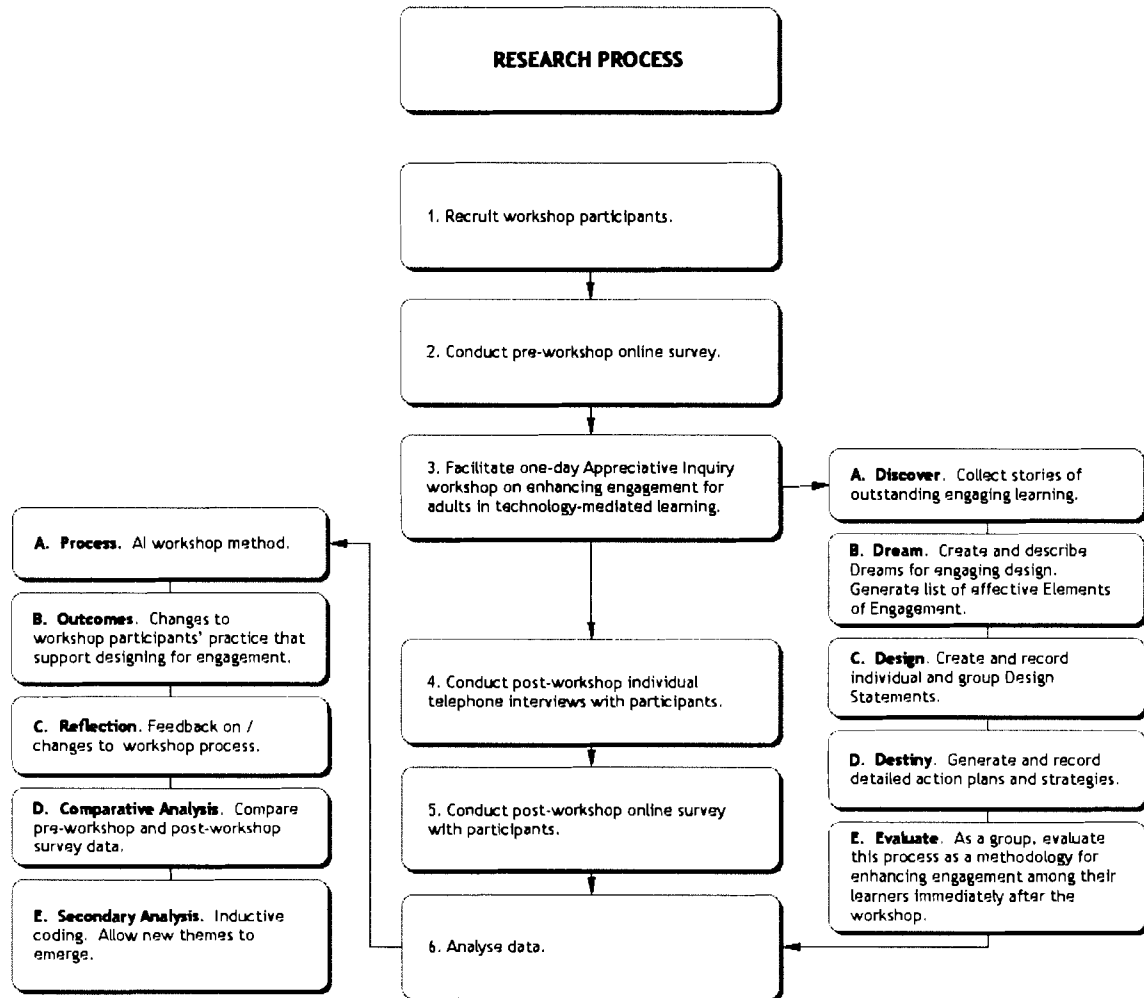 RESEARCH PROCESS
1. Recruit workshop participants.
2. Conduct pre-workshop online survey.
3. Facilitate one-day Appreciative Inquiry
workshop on enhancing engagement for
adults in technology-mediated learning.
A. Discover. Collect stories of
outstanding engaging learning.
B. Dream. Create and describe
Dreams for engaging design.
Generate list of effective Elements
of Engagement.
C. Design. Create and record
individual and group Design
Statements.
D. Destiny. Generate and record
detailed action plans and strategies.
E. Evaluate. As a group, evaluate
this process as a methodology for
enhancing engagement among their
learners immediately after the
workshop.
4. Conduct post-workshop individual
telephone interviews with participants.
5. Conduct post-workshop online survey
with participants.
6. Analyse data.
A. Process. AI workshop method.
B. Outcomes. Changes to
workshop participants' practice that
support designing for engagement.
C. Reflection. Feedback on /
changes to workshop process.
D. Comparative Analysis. Compare
pre-workshop and post-workshop
survey data.
E. Secondary Analysis. Inductive
coding. Allow new themes to
emerge.